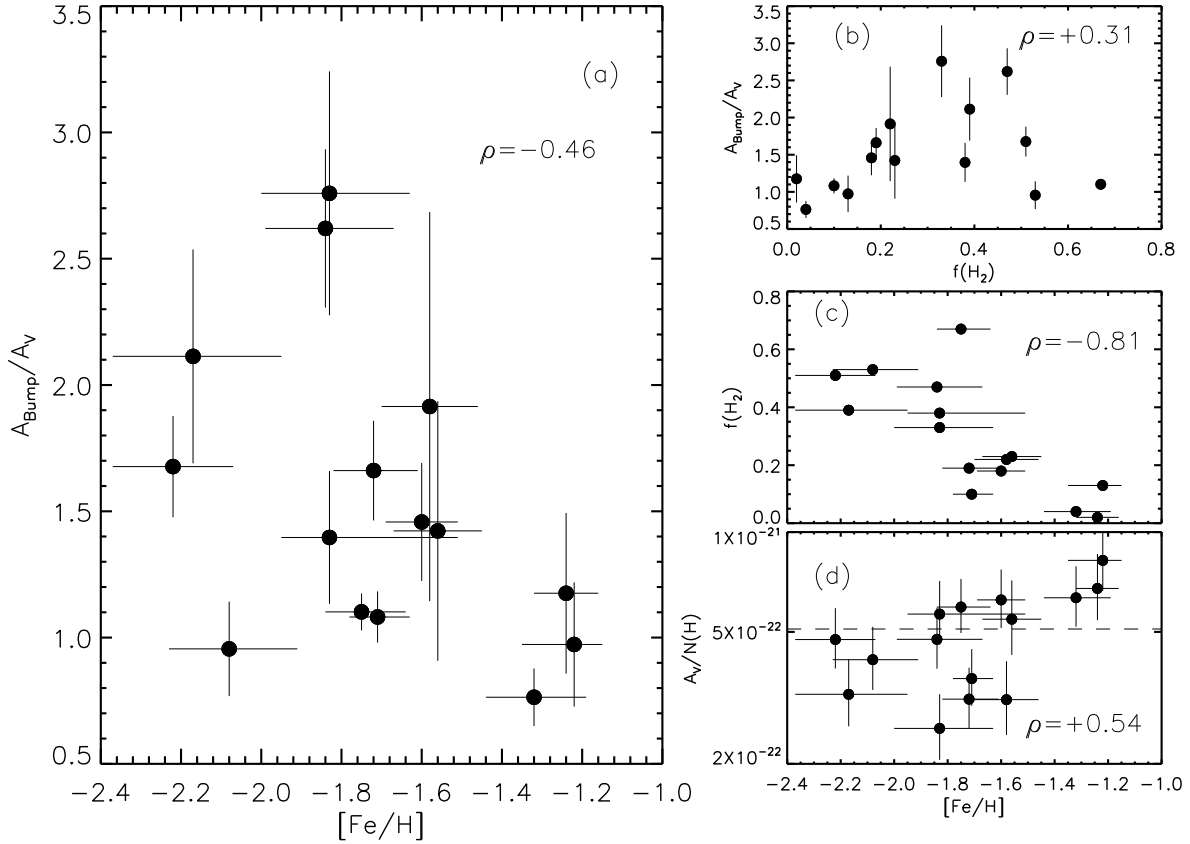 (a)
ρ=−0.46
3.5
3.0
2.5
2.0
1.5
1.0
0.5
A_Bump/A_V
−2.4 −2.2 −2.0 −1.8 −1.6 −1.4 −1.2 −1.0
[Fe/H]
(b)
ρ=+0.31
3.5
3.0
2.5
2.0
1.5
1.0
0.5
A_Bump/A_V
0.0 0.2 0.4 0.6 0.8
f(H₂)
(c)
ρ=−0.81
0.8
0.6
0.4
0.2
0.0
f(H₂)
(d)
1X10⁻²¹
5X10⁻²²
2X10⁻²²
A_V/N(H)
ρ=+0.54
−2.4 −2.2 −2.0 −1.8 −1.6 −1.4 −1.2 −1.0
[Fe/H]